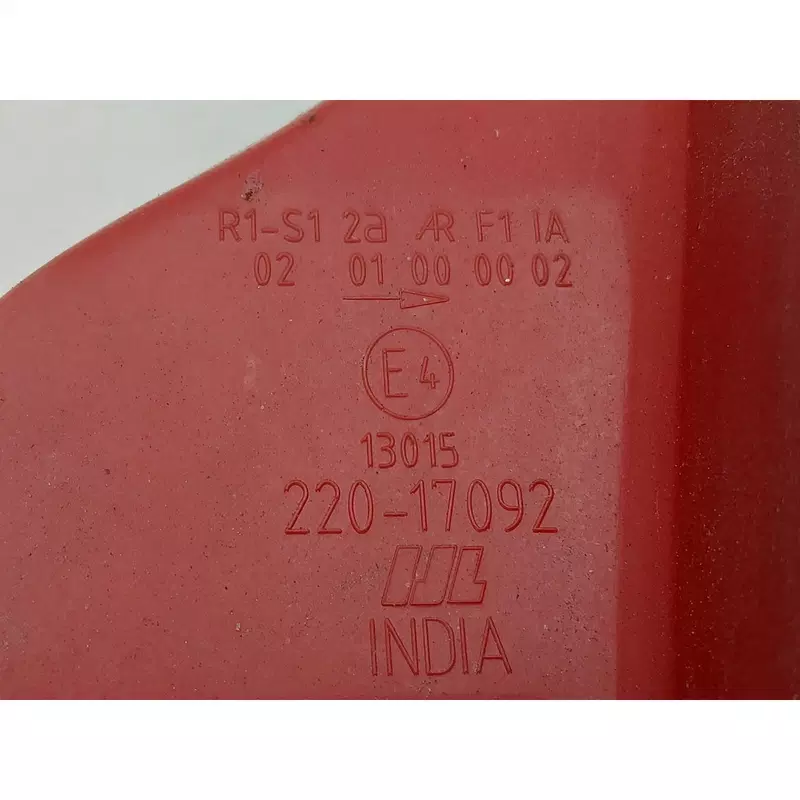 R1-S1 2a AR F1 IA
02 01 00 00 02
E4
13015
220-17092
INDIA